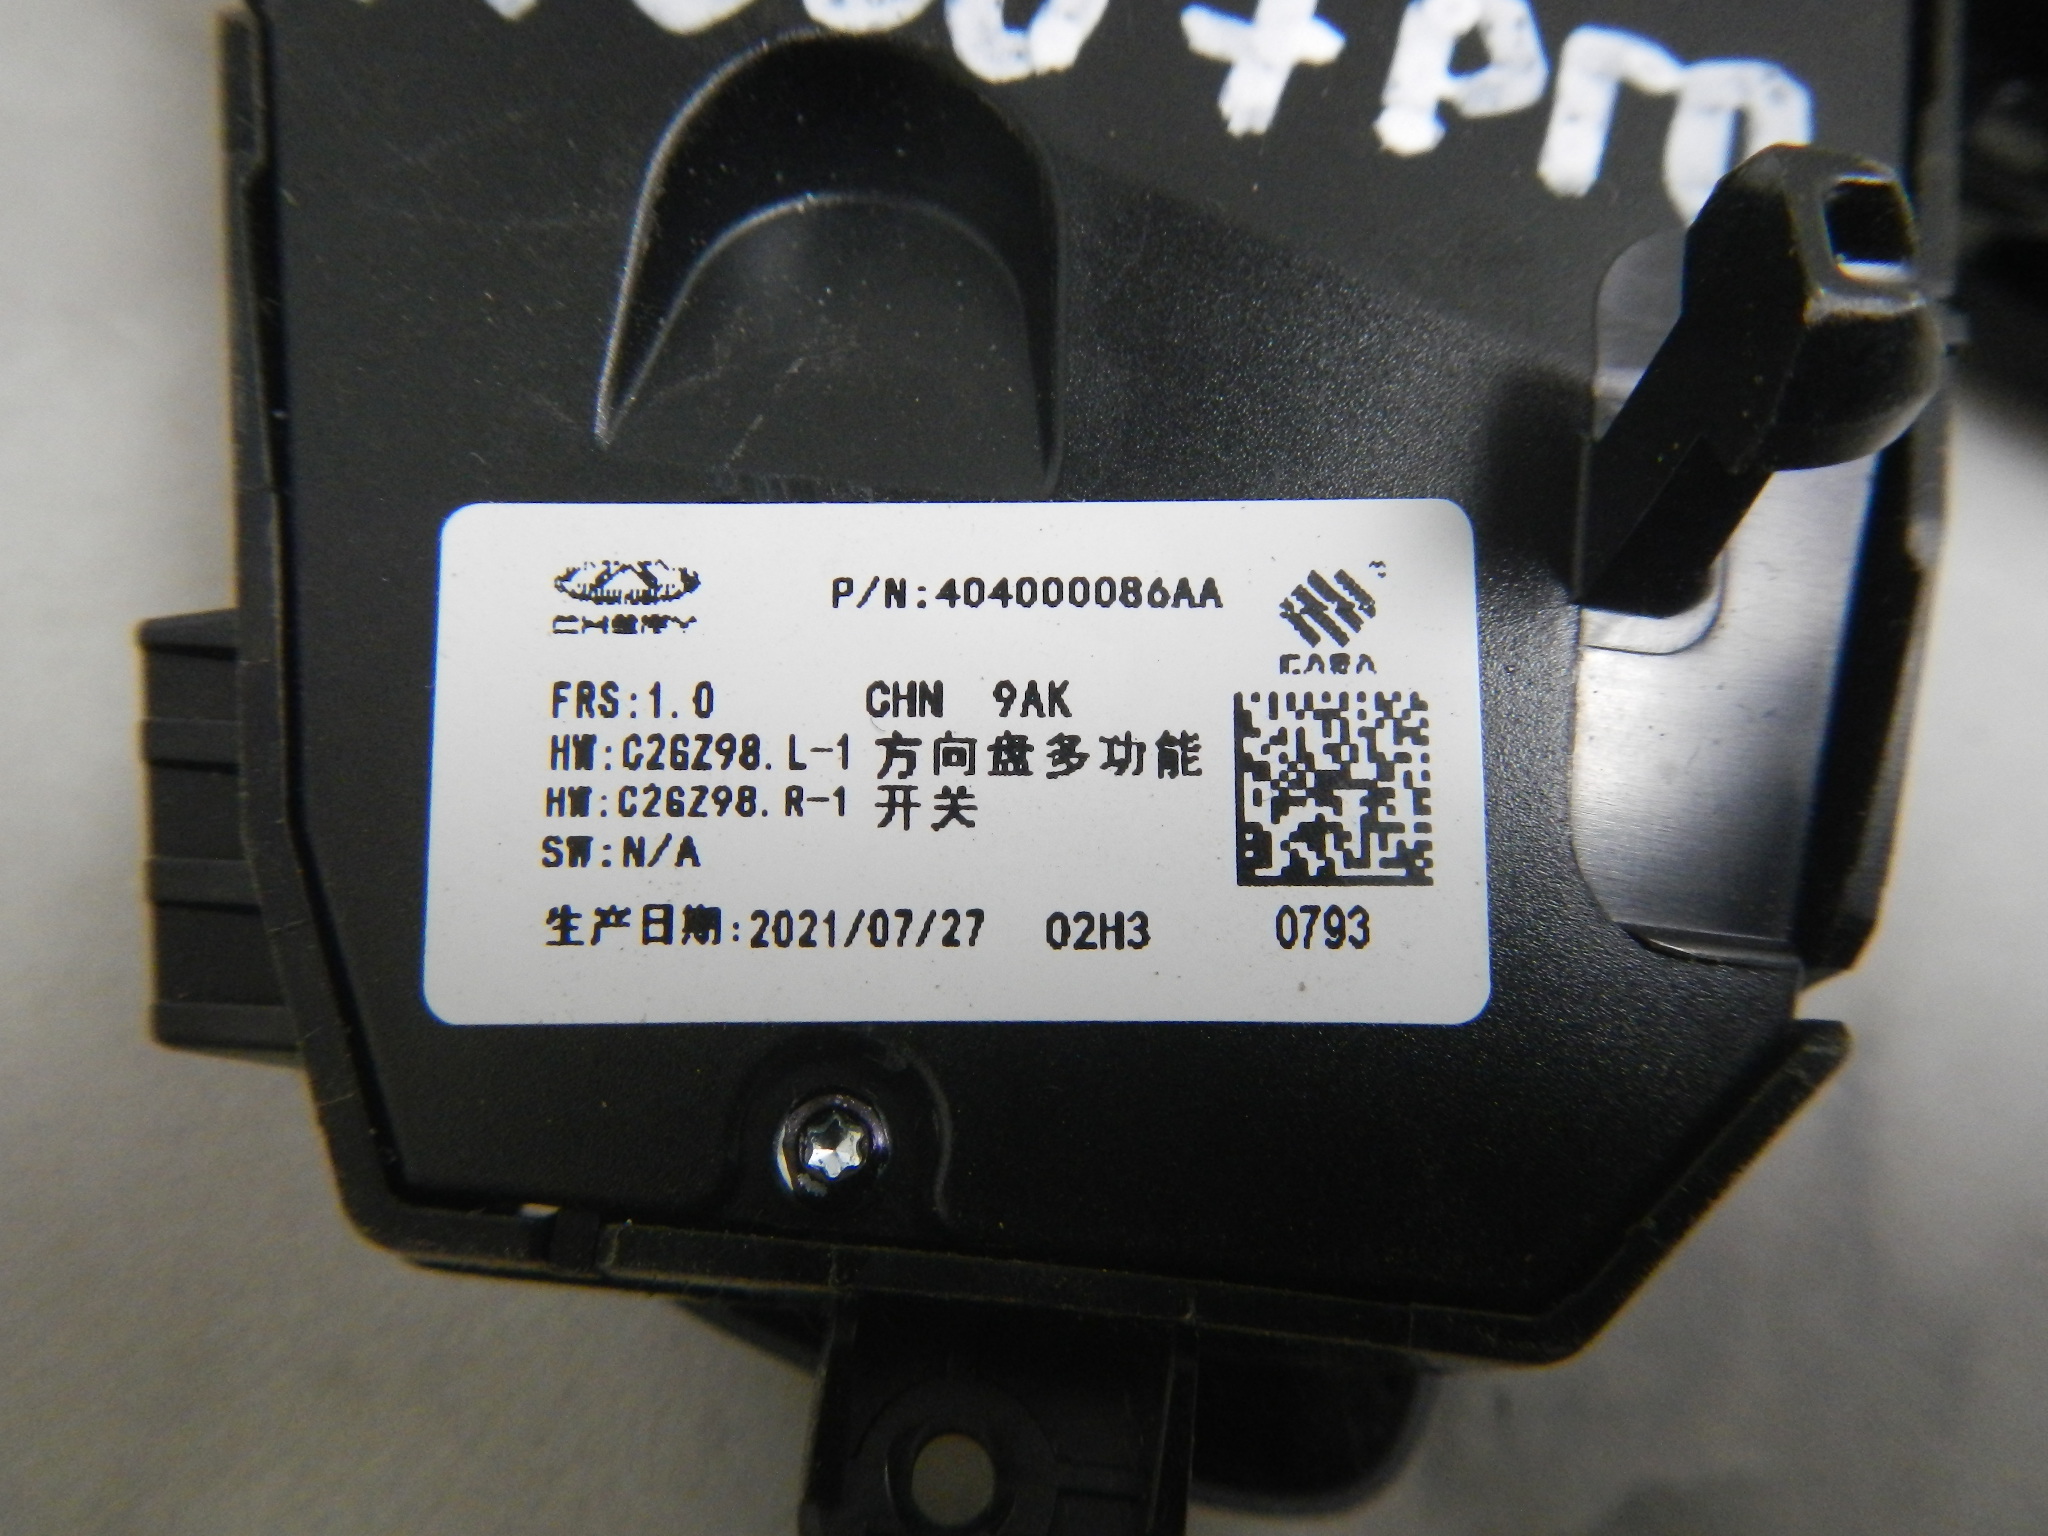 7pm
CHERY
P/N:404000086AA
FRS:1.0 CHN 9AK
HW:C26Z98.L-1 方向盘多功能
HW:C26Z98.R-1 开关
SW:N/A
生产日期:2021/07/27 02H3 0793